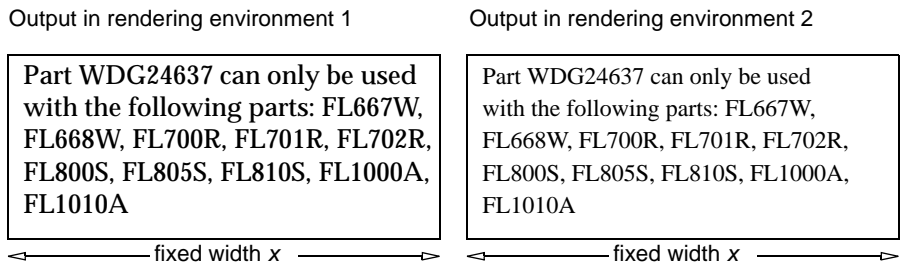 Output in rendering environment 1
Part WDG24637 can only be used
with the following parts: FL667W,
FL668W, FL700R, FL701R, FL702R,
FL800S, FL805S, FL810S, FL1000A,
FL1010A
fixed width x
Output in rendering environment 2
Part WDG24637 can only be used
with the following parts: FL667W,
FL668W, FL700R, FL701R, FL702R,
FL800S, FL805S, FL810S, FL1000A,
FL1010A
fixed width x